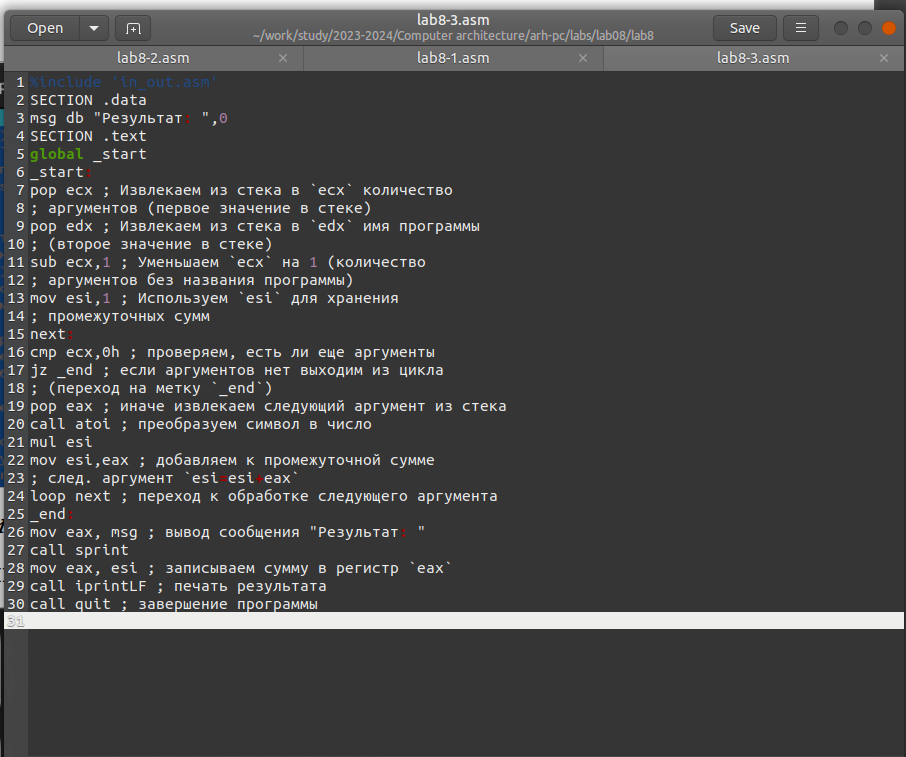 Open
lab8-3.asm
~/work/study/2023-2024/Computer architecture/arh-pc/labs/lab08/lab8
Save
lab8-2.asm
lab8-1.asm
lab8-3.asm
1 %include 'in_out.asm'
2 SECTION .data
3 msg db "Результат: ",0
4 SECTION .text
5 global _start
6 _start:
7 pop ecx ; Извлекаем из стека в `ecx` количество
8 ; аргументов (первое значение в стеке)
9 pop edx ; Извлекаем из стека в `edx` имя программы
10 ; (второе значение в стеке)
11 sub ecx,1 ; Уменьшаем `ecx` на 1 (количество
12 ; аргументов без названия программы)
13 mov esi,1 ; Используем `esi` для хранения
14 ; промежуточных сумм
15 next:
16 cmp ecx,0h ; проверяем, есть ли еще аргументы
17 jz _end ; если аргументов нет выходим из цикла
18 ; (переход на метку `_end`)
19 pop eax ; иначе извлекаем следующий аргумент из стека
20 call atoi ; преобразуем символ в число
21 mul esi
22 mov esi,eax ; добавляем к промежуточной сумме
23 ; след. аргумент `esi=esi+eax`
24 loop next ; переход к обработке следующего аргумента
25 _end:
26 mov eax, msg ; вывод сообщения "Результат: "
27 call sprint
28 mov eax, esi ; записываем сумму в регистр `eax`
29 call iprintLF ; печать результата
30 call quit ; завершение программы
31